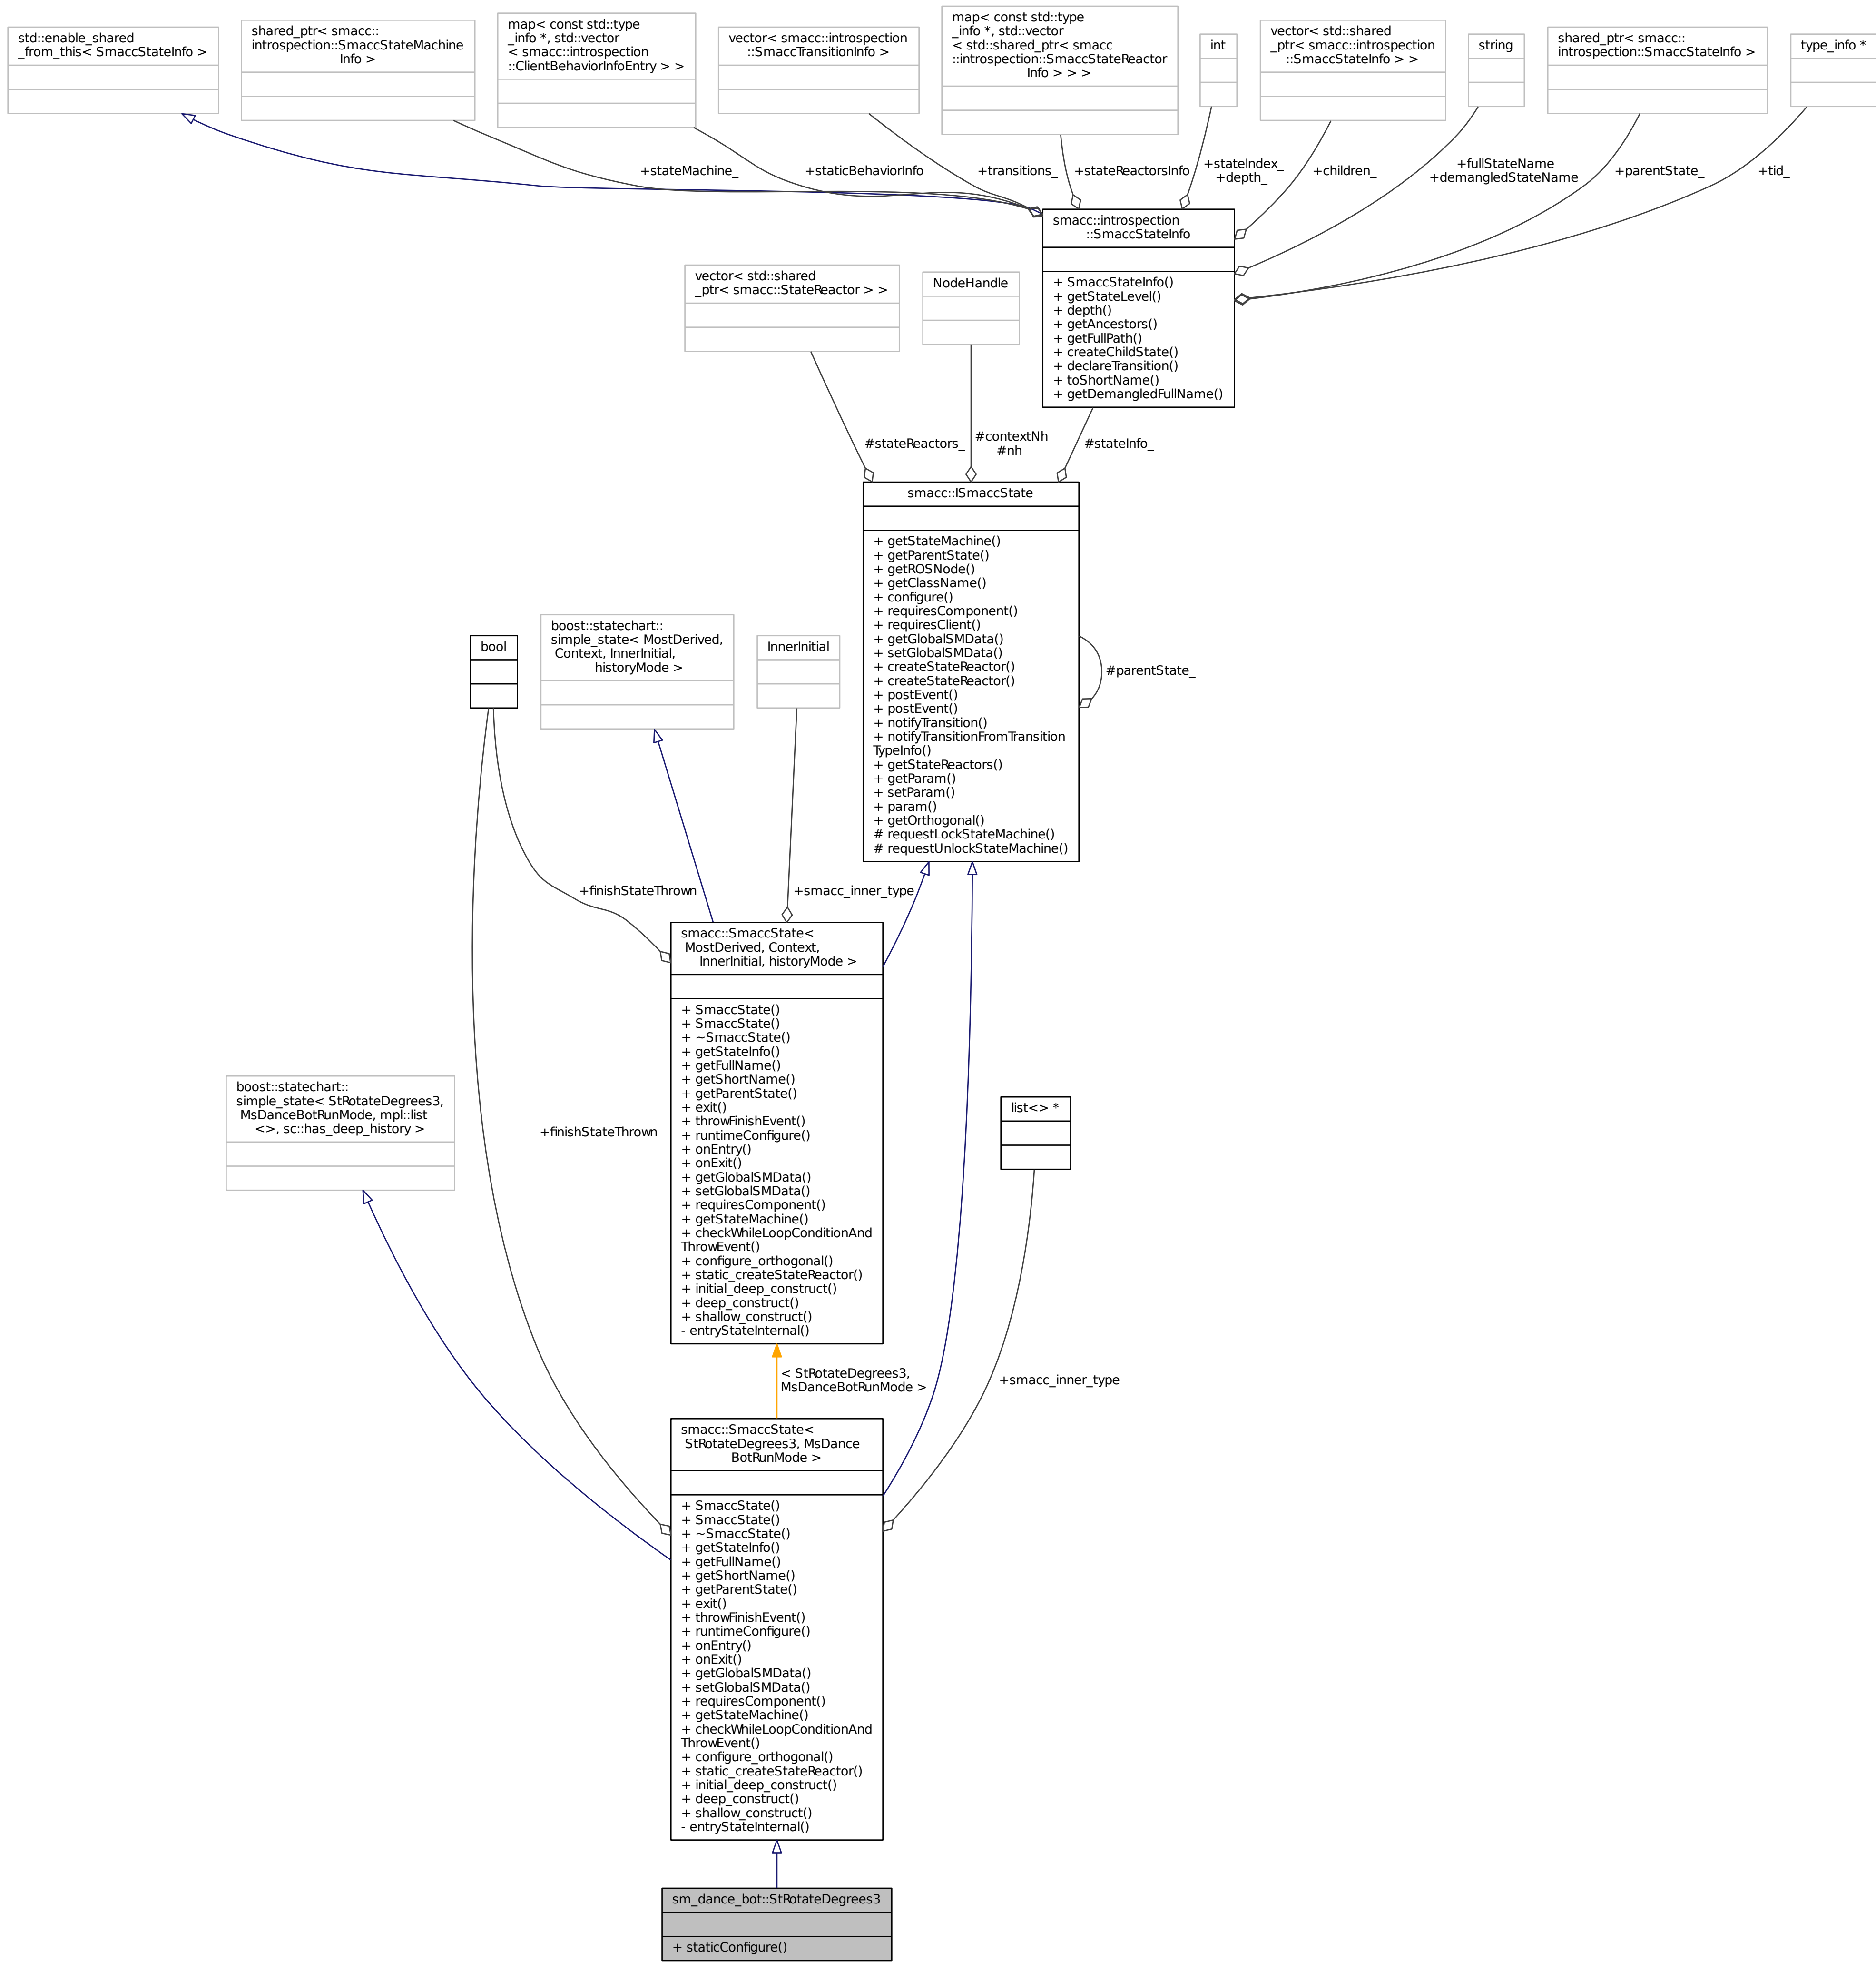 std::enable_shared
_from_this< SmaccStateInfo >
shared_ptr< smacc::
introspection::SmaccStateMachine
Info >
map< const std::type
_info *, std::vector
< smacc::introspection
::ClientBehaviorInfoEntry > >
vector< smacc::introspection
::SmaccTransitionInfo >
map< const std::type
_info *, std::vector
< std::shared_ptr< smacc
::introspection::SmaccStateReactor
Info > > >
int
vector< std::shared
_ptr< smacc::introspection
::SmaccStateInfo > >
string
shared_ptr< smacc::
introspection::SmaccStateInfo >
type_info *
+stateMachine_
+staticBehaviorInfo
+transitions_
+stateReactorsInfo
+stateIndex_
+depth_
+children_
+fullStateName
+demangledStateName
+parentState_
+tid_
smacc::introspection
::SmaccStateInfo
+ SmaccStateInfo()
+ getStateLevel()
+ depth()
+ getAncestors()
+ getFullPath()
+ createChildState()
+ declareTransition()
+ toShortName()
+ getDemangledFullName()
vector< std::shared
_ptr< smacc::StateReactor > >
NodeHandle
#stateReactors_
#contextNh
#nh
#stateInfo_
smacc::ISmaccState
+ getStateMachine()
+ getParentState()
+ getROSNode()
+ getClassName()
+ configure()
+ requiresComponent()
+ requiresClient()
+ getGlobalSMData()
+ setGlobalSMData()
+ createStateReactor()
+ createStateReactor()
+ postEvent()
+ postEvent()
+ notifyTransition()
+ notifyTransitionFromTransition
TypeInfo()
+ getStateReactors()
+ getParam()
+ setParam()
+ param()
+ getOrthogonal()
# requestLockStateMachine()
# requestUnlockStateMachine()
#parentState_
bool
boost::statechart::
simple_state< MostDerived,
Context, InnerInitial,
historyMode >
InnerInitial
+finishStateThrown
+smacc_inner_type
smacc::SmaccState<
MostDerived, Context,
InnerInitial, historyMode >
+ SmaccState()
+ SmaccState()
+ ~SmaccState()
+ getStateInfo()
+ getFullName()
+ getShortName()
+ getParentState()
+ exit()
+ throwFinishEvent()
+ runtimeConfigure()
+ onEntry()
+ onExit()
+ getGlobalSMData()
+ setGlobalSMData()
+ requiresComponent()
+ getStateMachine()
+ checkWhileLoopConditionAnd
ThrowEvent()
+ configure_orthogonal()
+ static_createStateReactor()
+ initial_deep_construct()
+ deep_construct()
+ shallow_construct()
- entryStateInternal()
boost::statechart::
simple_state< StRotateDegrees3,
MsDanceBotRunMode, mpl::list
<>, sc::has_deep_history >
+finishStateThrown
list<> *
< StRotateDegrees3,
MsDanceBotRunMode >
+smacc_inner_type
smacc::SmaccState<
StRotateDegrees3, MsDance
BotRunMode >
+ SmaccState()
+ SmaccState()
+ ~SmaccState()
+ getStateInfo()
+ getFullName()
+ getShortName()
+ getParentState()
+ exit()
+ throwFinishEvent()
+ runtimeConfigure()
+ onEntry()
+ onExit()
+ getGlobalSMData()
+ setGlobalSMData()
+ requiresComponent()
+ getStateMachine()
+ checkWhileLoopConditionAnd
ThrowEvent()
+ configure_orthogonal()
+ static_createStateReactor()
+ initial_deep_construct()
+ deep_construct()
+ shallow_construct()
- entryStateInternal()
sm_dance_bot::StRotateDegrees3
+ staticConfigure()